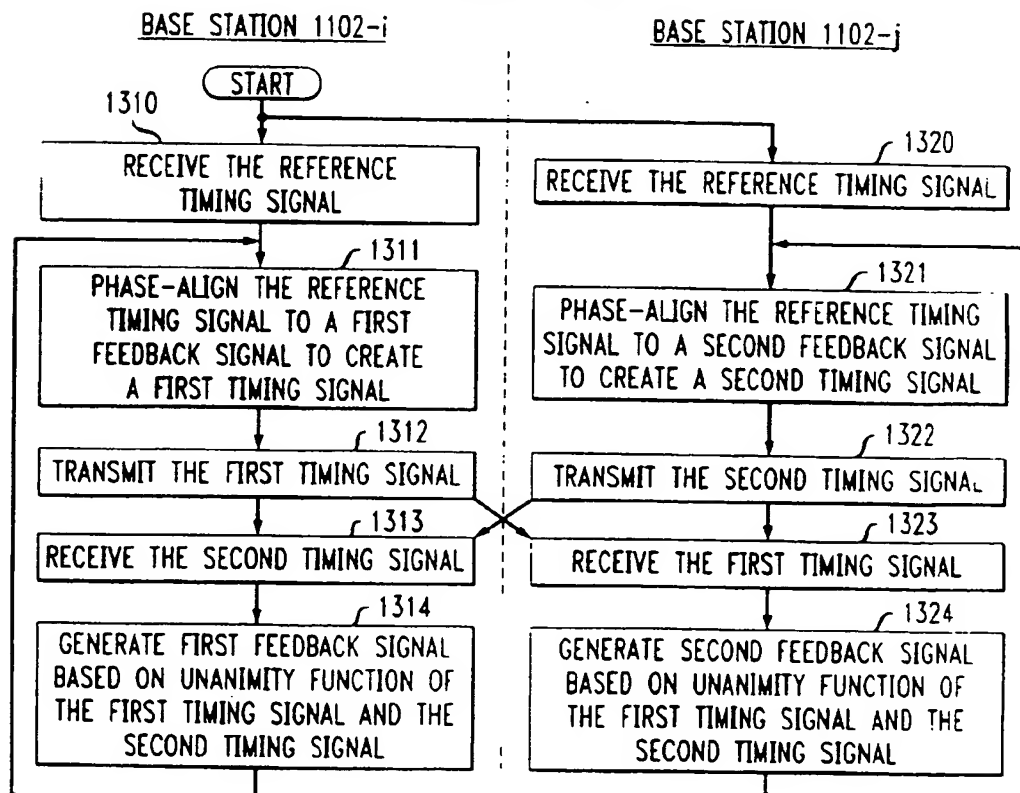 BASE STATION 1102-i
BASE STATION 1102-j
START
1310
RECEIVE THE REFERENCE
TIMING SIGNAL
1320
RECEIVE THE REFERENCE TIMING SIGNAL
1311
PHASE-ALIGN THE REFERENCE
TIMING SIGNAL TO A FIRST
FEEDBACK SIGNAL TO CREATE
A FIRST TIMING SIGNAL
1321
PHASE-ALIGN THE REFERENCE TIMING
SIGNAL TO A SECOND FEEDBACK SIGNAL
TO CREATE A SECOND TIMING SIGNAL
1312
TRANSMIT THE FIRST TIMING SIGNAL
1322
TRANSMIT THE SECOND TIMING SIGNAL
1313
RECEIVE THE SECOND TIMING SIGNAL
1323
RECEIVE THE FIRST TIMING SIGNAL
1314
GENERATE FIRST FEEDBACK SIGNAL
BASED ON UNANIMITY FUNCTION OF
THE FIRST TIMING SIGNAL AND THE
SECOND TIMING SIGNAL
1324
GENERATE SECOND FEEDBACK SIGNAL
BASED ON UNANIMITY FUNCTION OF
THE FIRST TIMING SIGNAL AND THE
SECOND TIMING SIGNAL